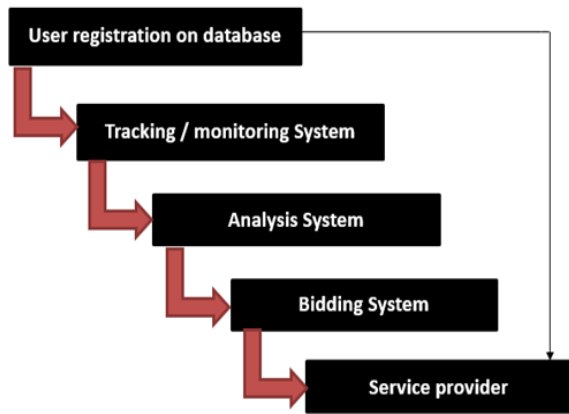 User registration on database
Tracking / monitoring System
Analysis System
Bidding System
Service provider